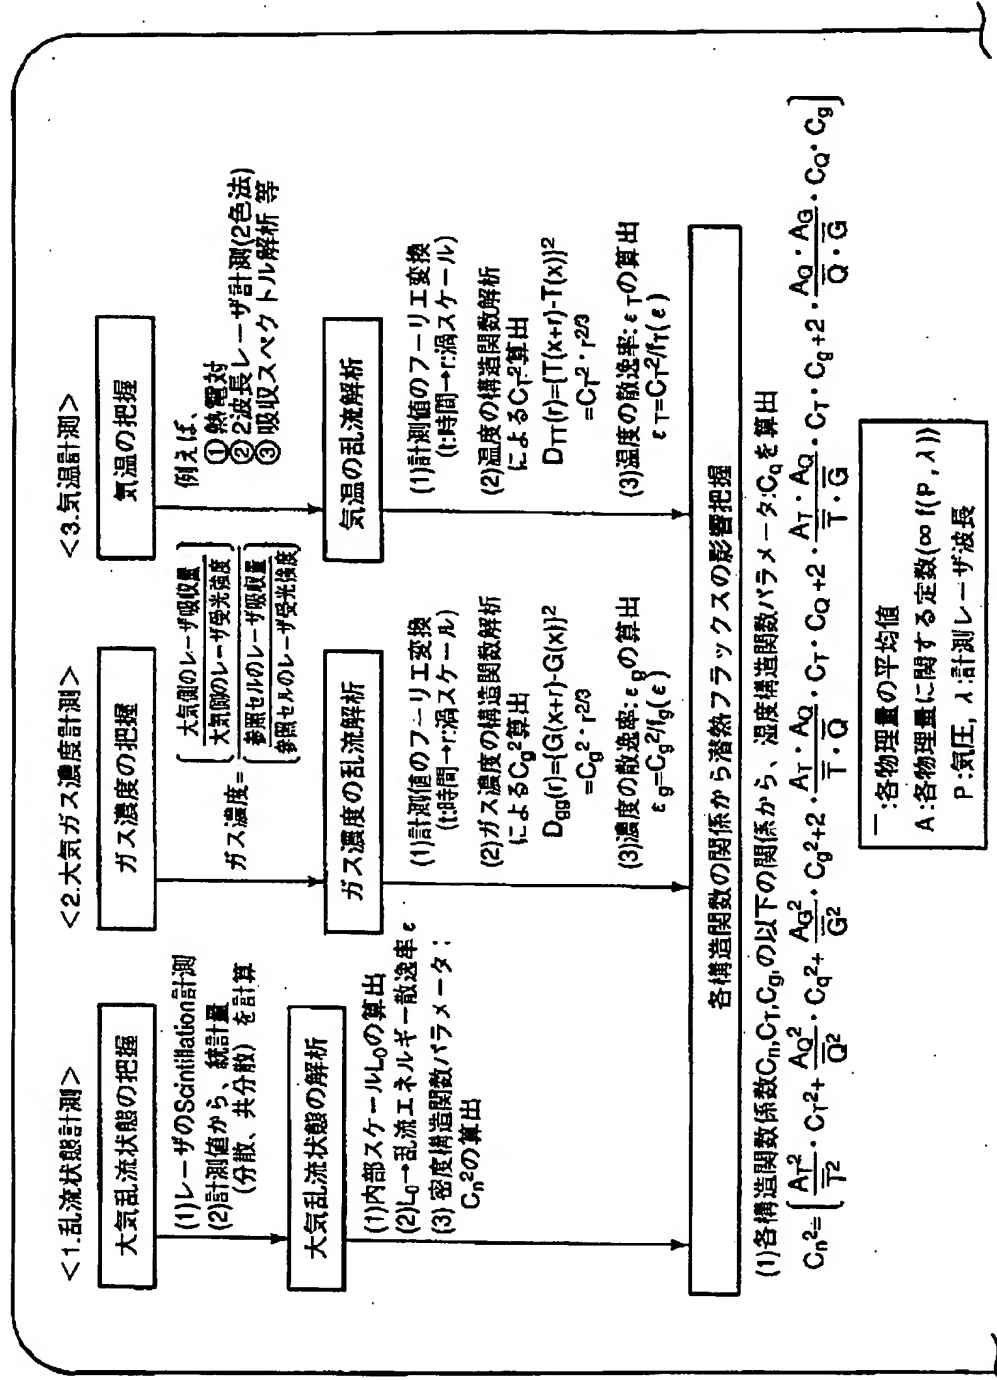 <1.乱流状態計測>
大気乱流状態の把握
(1)レーザのScintillation計測
(2)計測値から、統計量
(分散、共分散)を計算
大気乱流状態の解析
(1)内部スケールL₀の算出
(2)L₀→乱流エネルギー散逸率 ε
(3)密度構造関数パラメータ:
Cn²の算出
<2.大気ガス濃度計測>
ガス濃度の把握
ガス濃度=
大気側のレーザ吸収量
大気側のレーザ受光強度
参照セルのレーザ吸収量
参照セルのレーザ受光強度
ガス濃度の乱流解析
(1)計測値のフーリエ変換
(t:時間→r:渦スケール)
(2)ガス濃度の構造関数解析
によるCg²算出
Dgg(r)={G(x+r)-G(x)}²
=Cg²・r^2/3
(3)濃度の散逸率:εgの算出
εg=Cg²/fg(ε)
<3.気温計測>
気温の把握
例えば、
①熱電対
②2波長レーザ計測(2色法)
③吸収スペクトル解析 等
気温の乱流解析
(1)計測値のフーリエ変換
(t:時間→r:渦スケール)
(2)温度の構造関数解析
によるCT²算出
DTT(r)={T(x+r)-T(x)}²
=CT²・r^2/3
(3)湿度の散逸率:εTの算出
εT=CT²/fT(ε)
各構造関数の関係から潜熱フラックスの影響把握
(1)各構造関数係数Cn,CT,Cg,の以下の関係から、湿度構造関数パラメータ:Cqを算出
Cn²=[AT²/T̄²・CT²+AQ²/Q̄²・Cq²+AG²/Ḡ²・Cg²+2・AT・AQ/T̄・Q̄・CT・CQ+2・AT・AQ/T̄・Ḡ・CT・Cg+2・AQ・AG/Q̄・Ḡ・CQ・Cg]
￣:各物理量の平均値
A:各物理量に関する定数(∞ f(P,λ))
P:気圧, λ:計測レーザ波長